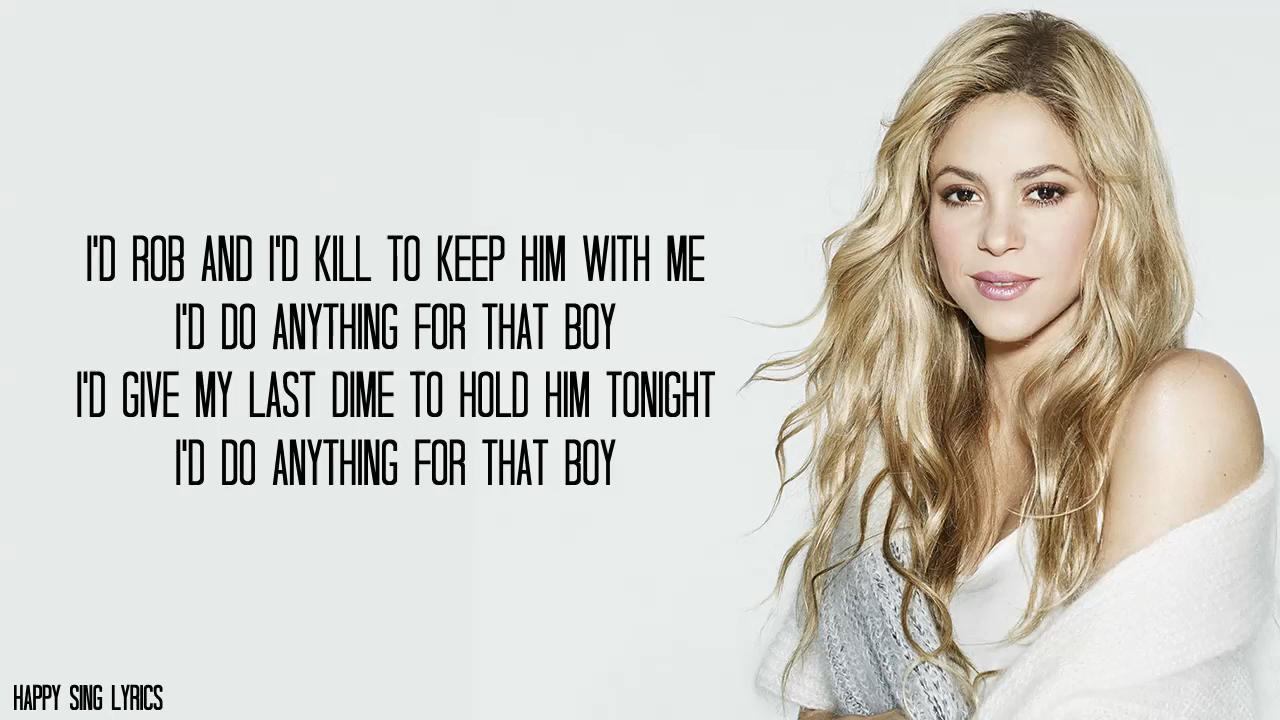 I'D ROB AND I'D KILL TO KEEP HIM WITH ME
I'D DO ANYTHING FOR THAT BOY
I'D GIVE MY LAST DIME TO HOLD HIM TONIGHT
I'D DO ANYTHING FOR THAT BOY
HAPPY SING LYRICS